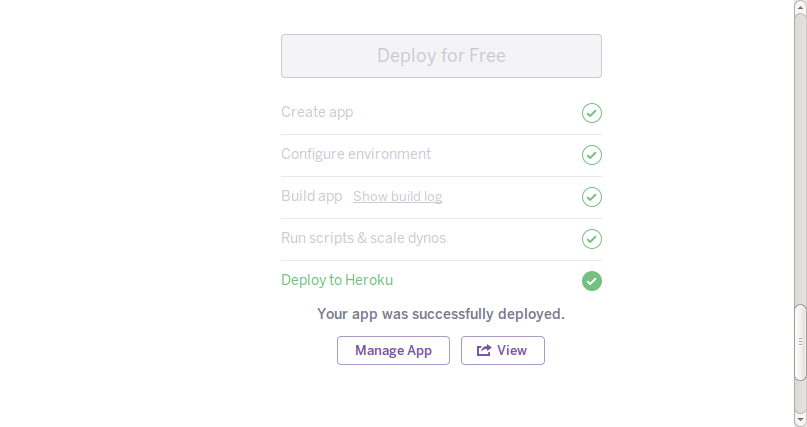 Deploy for Free
Create app
Configure environment
Build app Show build log
Run scripts & scale dynos
Deploy to Heroku
Your app was successfully deployed.
Manage App View